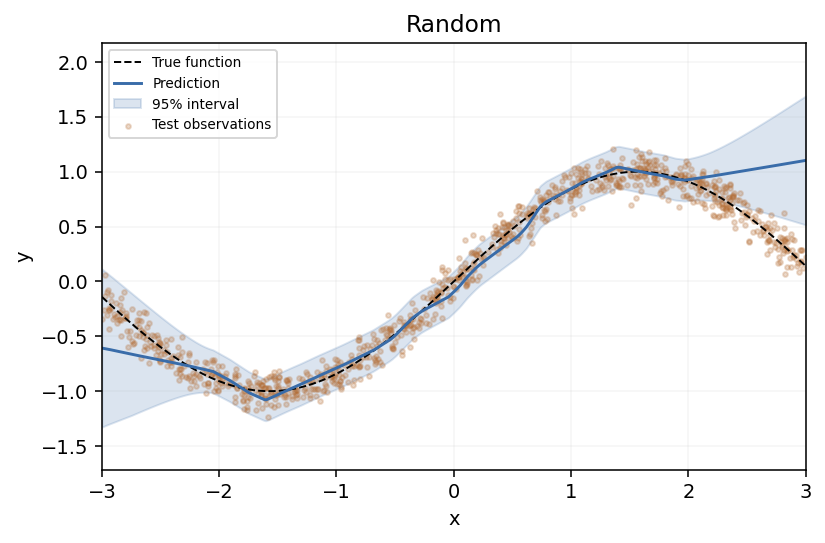 Random
True function
Prediction
95% interval
Test observations
2.0
1.5
1.0
0.5
0.0
−0.5
−1.0
−1.5
y
−3 −2 −1 0 1 2 3
x